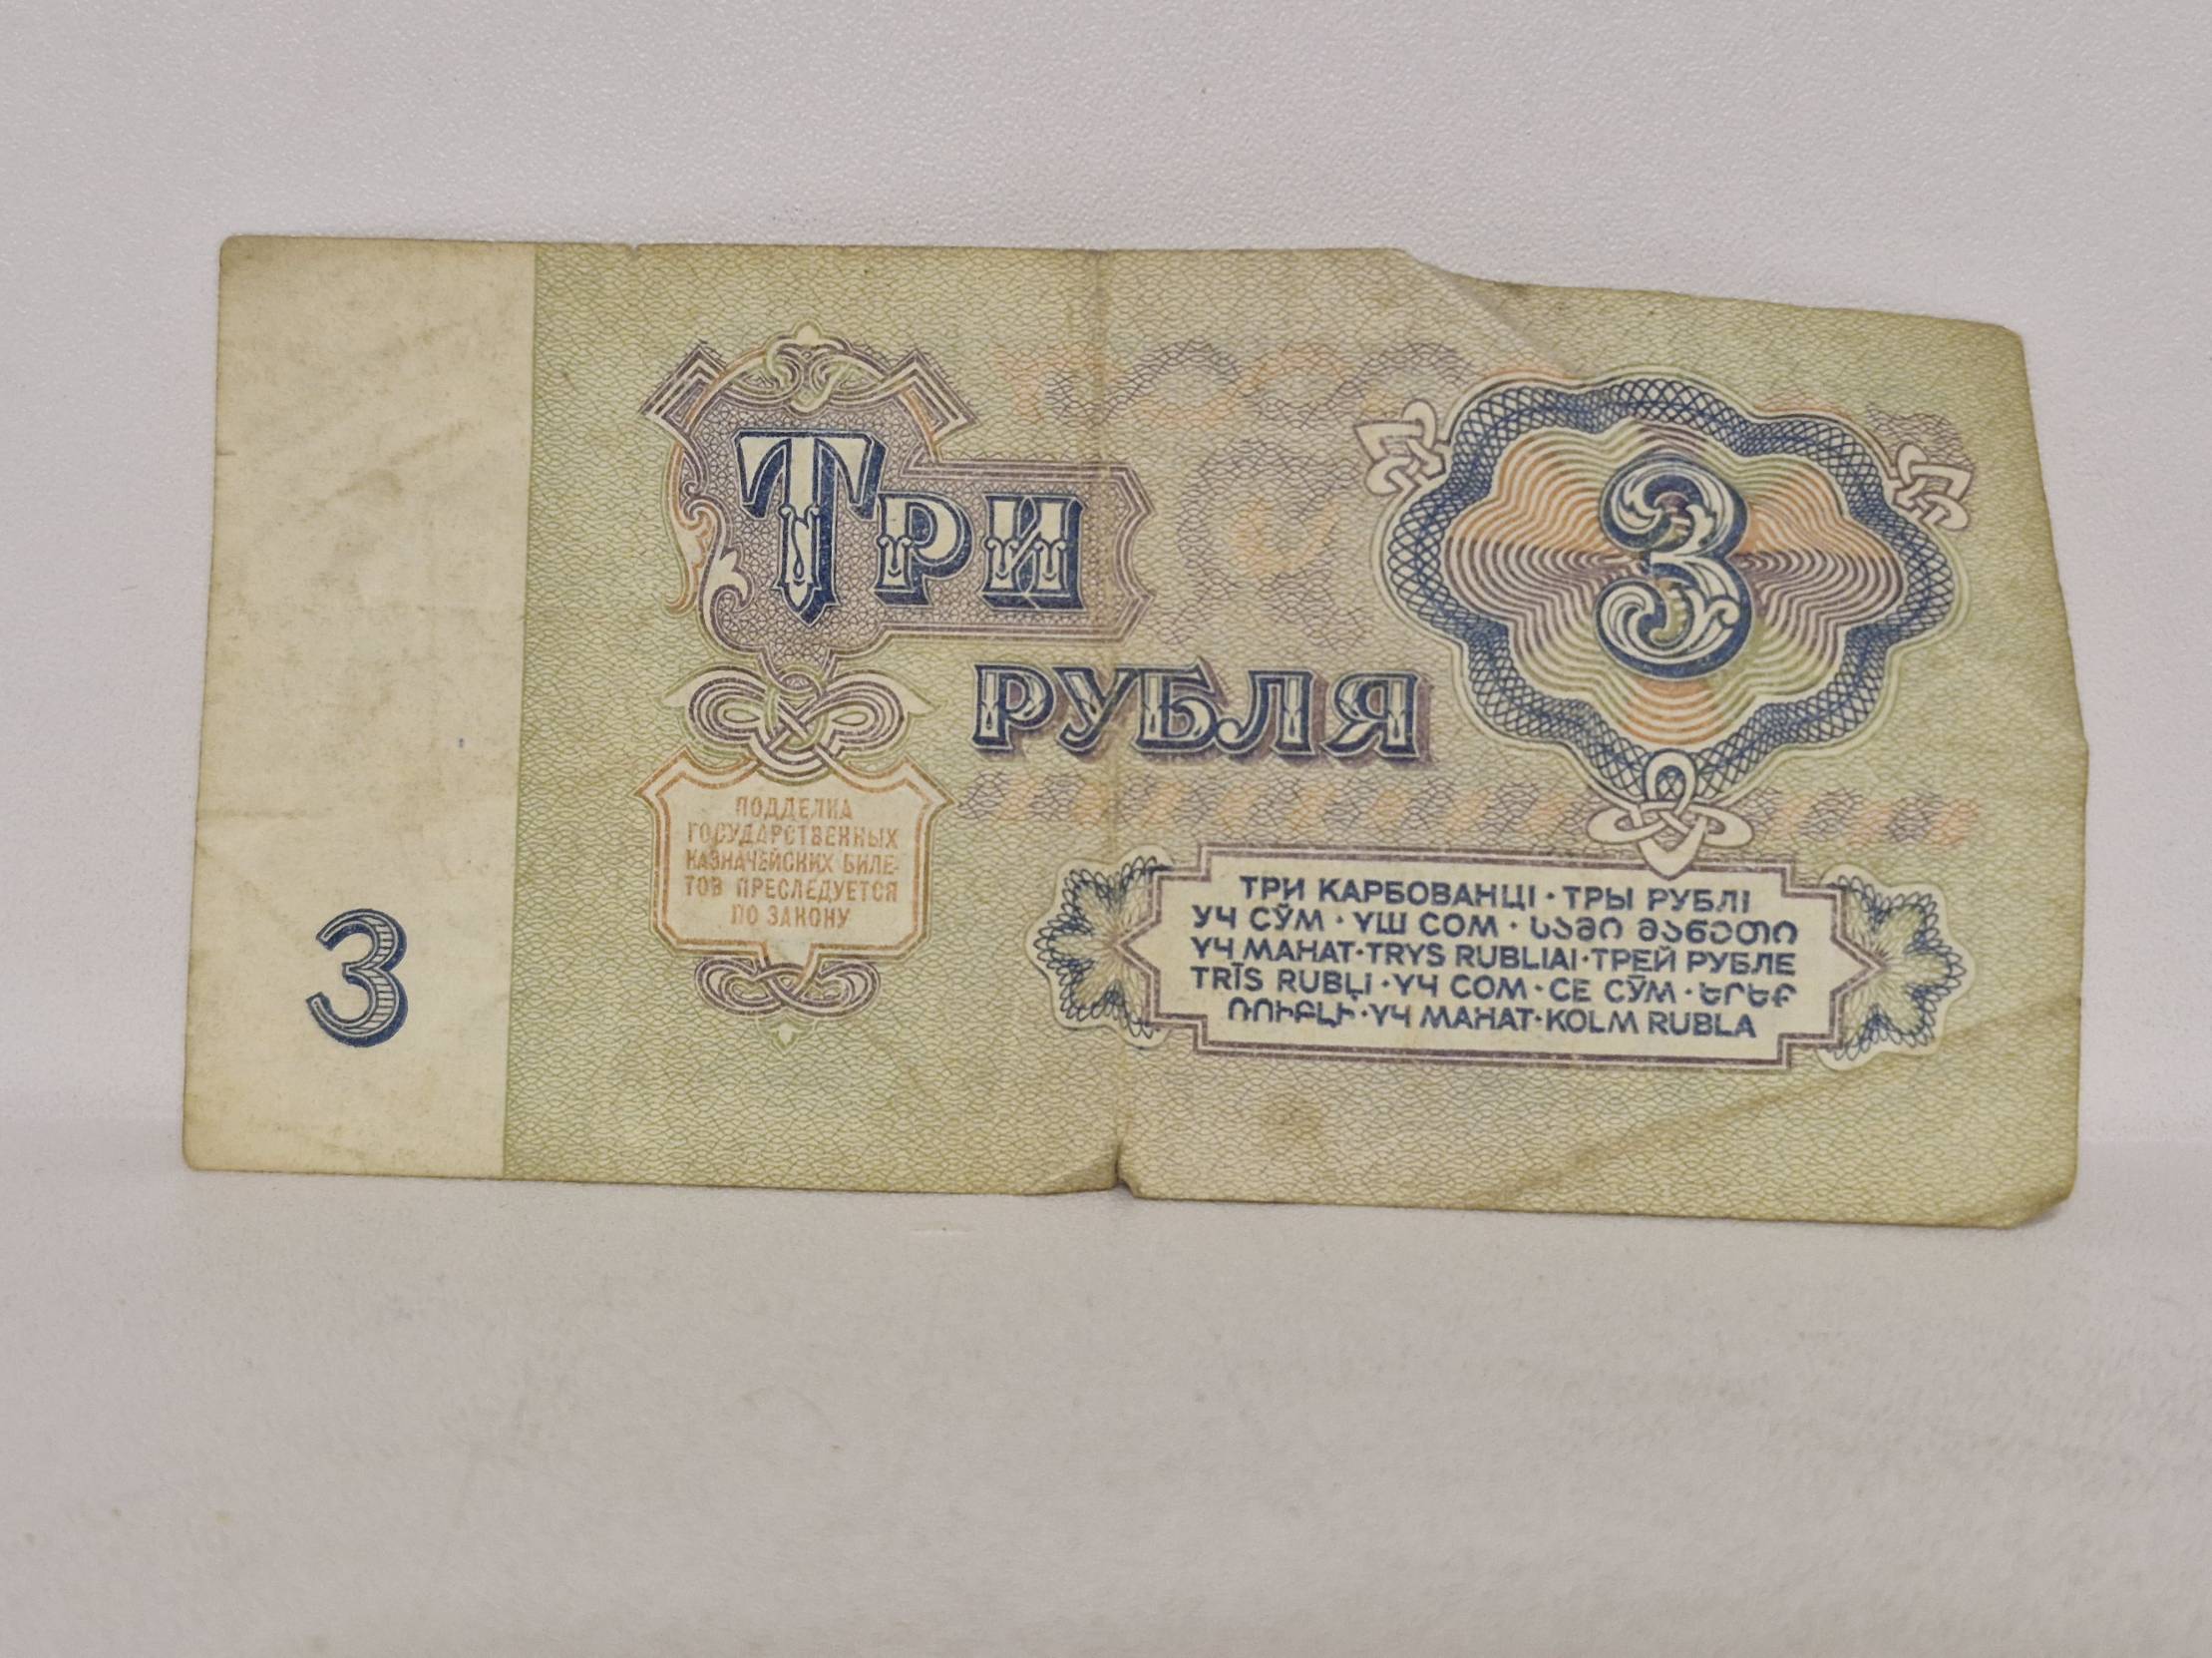 ТРИ
РУБЛЯ
3
ПОДДЕЛКА
ГОСУДАРСТВЕННЫХ
КАЗНАЧЕЙСКИХ БИЛЕ-
ТОВ ПРЕСЛЕДУЕТСЯ
ПО ЗАКОНУ
ТРИ КАРБОВАНЦІ · ТРЫ РУБЛІ
УЧ СЎМ · ҮШ СОМ · ᲡᲐᲛᲘ ᲛᲐᲜᲔᲗᲘ
ҮЧ МАНАТ · TRYS RUBLIAI · ТРЕЙ РУБЛЕ
TRĪS RUBĻI · ҮЧ СОМ · СЕ СӮМ · ԵՐԵՔ
ՌՈՒԲԼԻ · ҮЧ МАНАТ · KOLM RUBLA
3